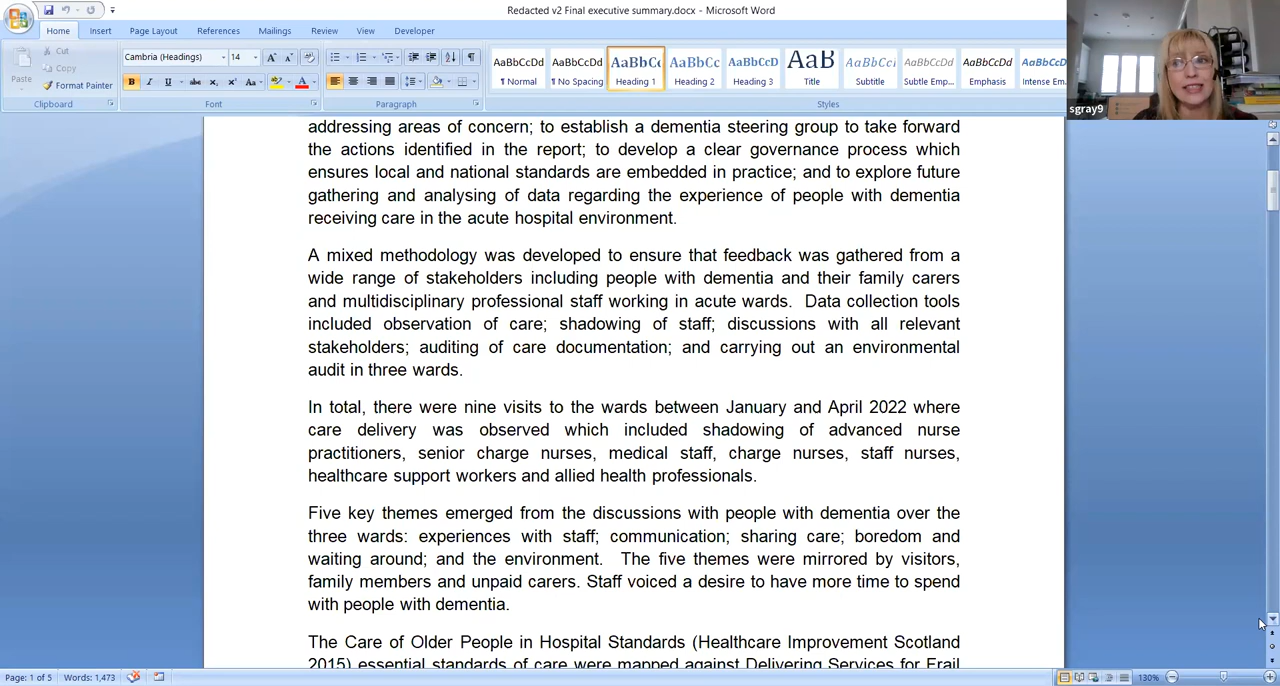 Redacted v2 Final executive summary.docx - Microsoft Word
Home Insert Page Layout References Mailings Review View Developer
Cut
Copy
Paste
Format Painter
Clipboard
Cambria (Headings) 14
Font
Paragraph
AaBbCcDd AaBbCcDd AaBbCc AaBbCc AaBbCcD AaB AaBbCcI AaBbCcDd AaBbCcDd AaBbCcDd
¶ Normal ¶ No Spacing Heading 1 Heading 2 Heading 3 Title Subtitle Subtle Emp... Emphasis Intense Em...
Styles
sgray9
addressing areas of concern; to establish a dementia steering group to take forward
the actions identified in the report; to develop a clear governance process which
ensures local and national standards are embedded in practice; and to explore future
gathering and analysing of data regarding the experience of people with dementia
receiving care in the acute hospital environment.
A mixed methodology was developed to ensure that feedback was gathered from a
wide range of stakeholders including people with dementia and their family carers
and multidisciplinary professional staff working in acute wards. Data collection tools
included observation of care; shadowing of staff; discussions with all relevant
stakeholders; auditing of care documentation; and carrying out an environmental
audit in three wards.
In total, there were nine visits to the wards between January and April 2022 where
care delivery was observed which included shadowing of advanced nurse
practitioners, senior charge nurses, medical staff, charge nurses, staff nurses,
healthcare support workers and allied health professionals.
Five key themes emerged from the discussions with people with dementia over the
three wards: experiences with staff; communication; sharing care; boredom and
waiting around; and the environment. The five themes were mirrored by visitors,
family members and unpaid carers. Staff voiced a desire to have more time to spend
with people with dementia.
The Care of Older People in Hospital Standards (Healthcare Improvement Scotland
2015) essential standards of care were mapped against Delivering Services for Frail
Page: 1 of 5 Words: 1,473 130%